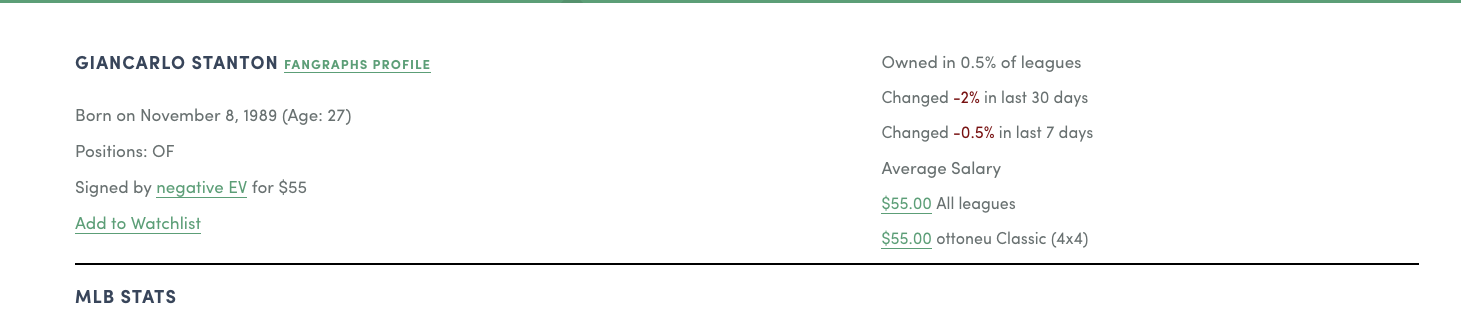 GIANCARLO STANTON FANGRAPHS PROFILE
Born on November 8, 1989 (Age: 27)
Positions: OF
Signed by negative EV for $55
Add to Watchlist
Owned in 0.5% of leagues
Changed -2% in last 30 days
Changed -0.5% in last 7 days
Average Salary
$55.00 All leagues
$55.00 ottoneu Classic (4x4)
MLB STATS